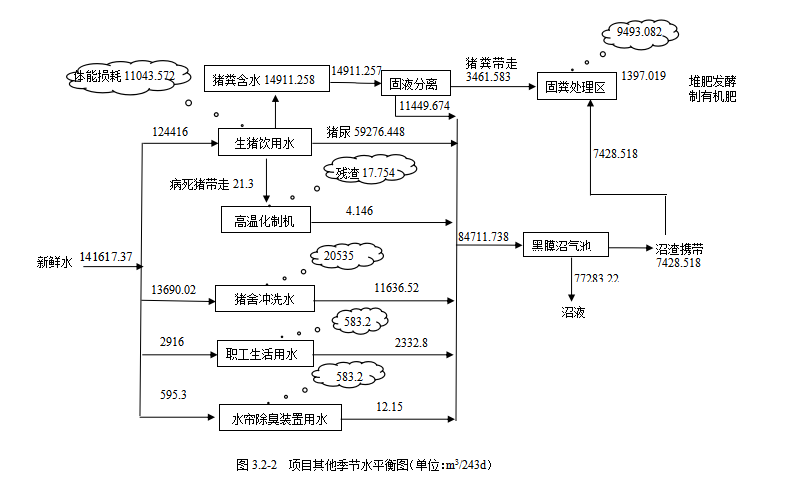 9493.082
体能损耗 11043.572
猪粪含水 14911.258
14911.257
固液分离
猪粪带走
3461.583
固粪处理区
1397.019
堆肥发酵
制有机肥
11449.674
124416
生猪饮用水
猪尿 59276.448
7428.518
病死猪带走 21.3
残渣 17.754
高温化制机
4.146
84711.738
黑膜沼气池
沼渣携带
7428.518
新鲜水
141617.37
20535
77283.22
13690.02
猪舍冲洗水
11636.52
沼液
583.2
2916
职工生活用水
2332.8
583.2
595.3
水帘除臭装置用水
12.15
图 3.2-2 项目其他季节水平衡图（单位：m³/243d）